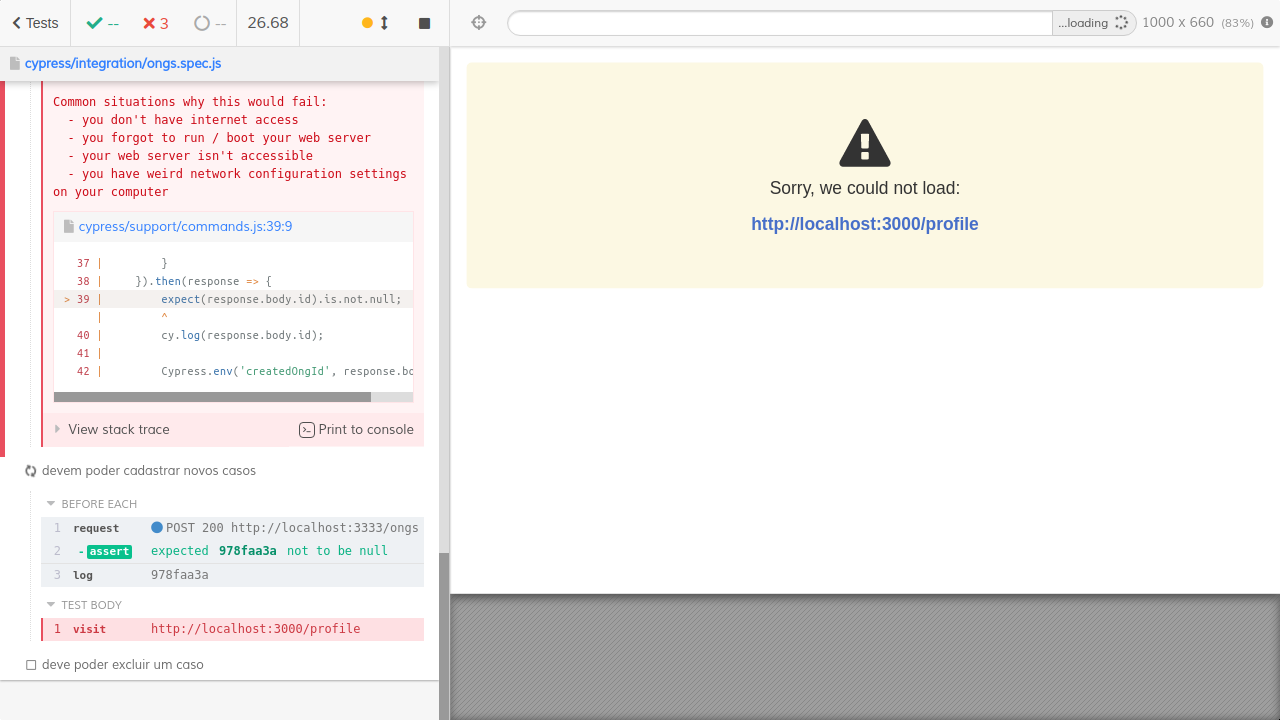 Tests
--
3
--
26.68
...loading
1000 x 660 (83%)
cypress/integration/ongs.spec.js
Common situations why this would fail:
- you don't have internet access
- you forgot to run / boot your web server
- your web server isn't accessible
- you have weird network configuration settings
on your computer
cypress/support/commands.js:39:9
37 | }
38 | }).then(response => {
> 39 | expect(response.body.id).is.not.null;
| ^
40 | cy.log(response.body.id);
41 |
42 | Cypress.env('createdOngId', response.bo
View stack trace
Print to console
devem poder cadastrar novos casos
BEFORE EACH
1 request POST 200 http://localhost:3333/ongs
2 -assert expected 978faa3a not to be null
3 log 978faa3a
TEST BODY
1 visit http://localhost:3000/profile
deve poder excluir um caso
Sorry, we could not load:
http://localhost:3000/profile